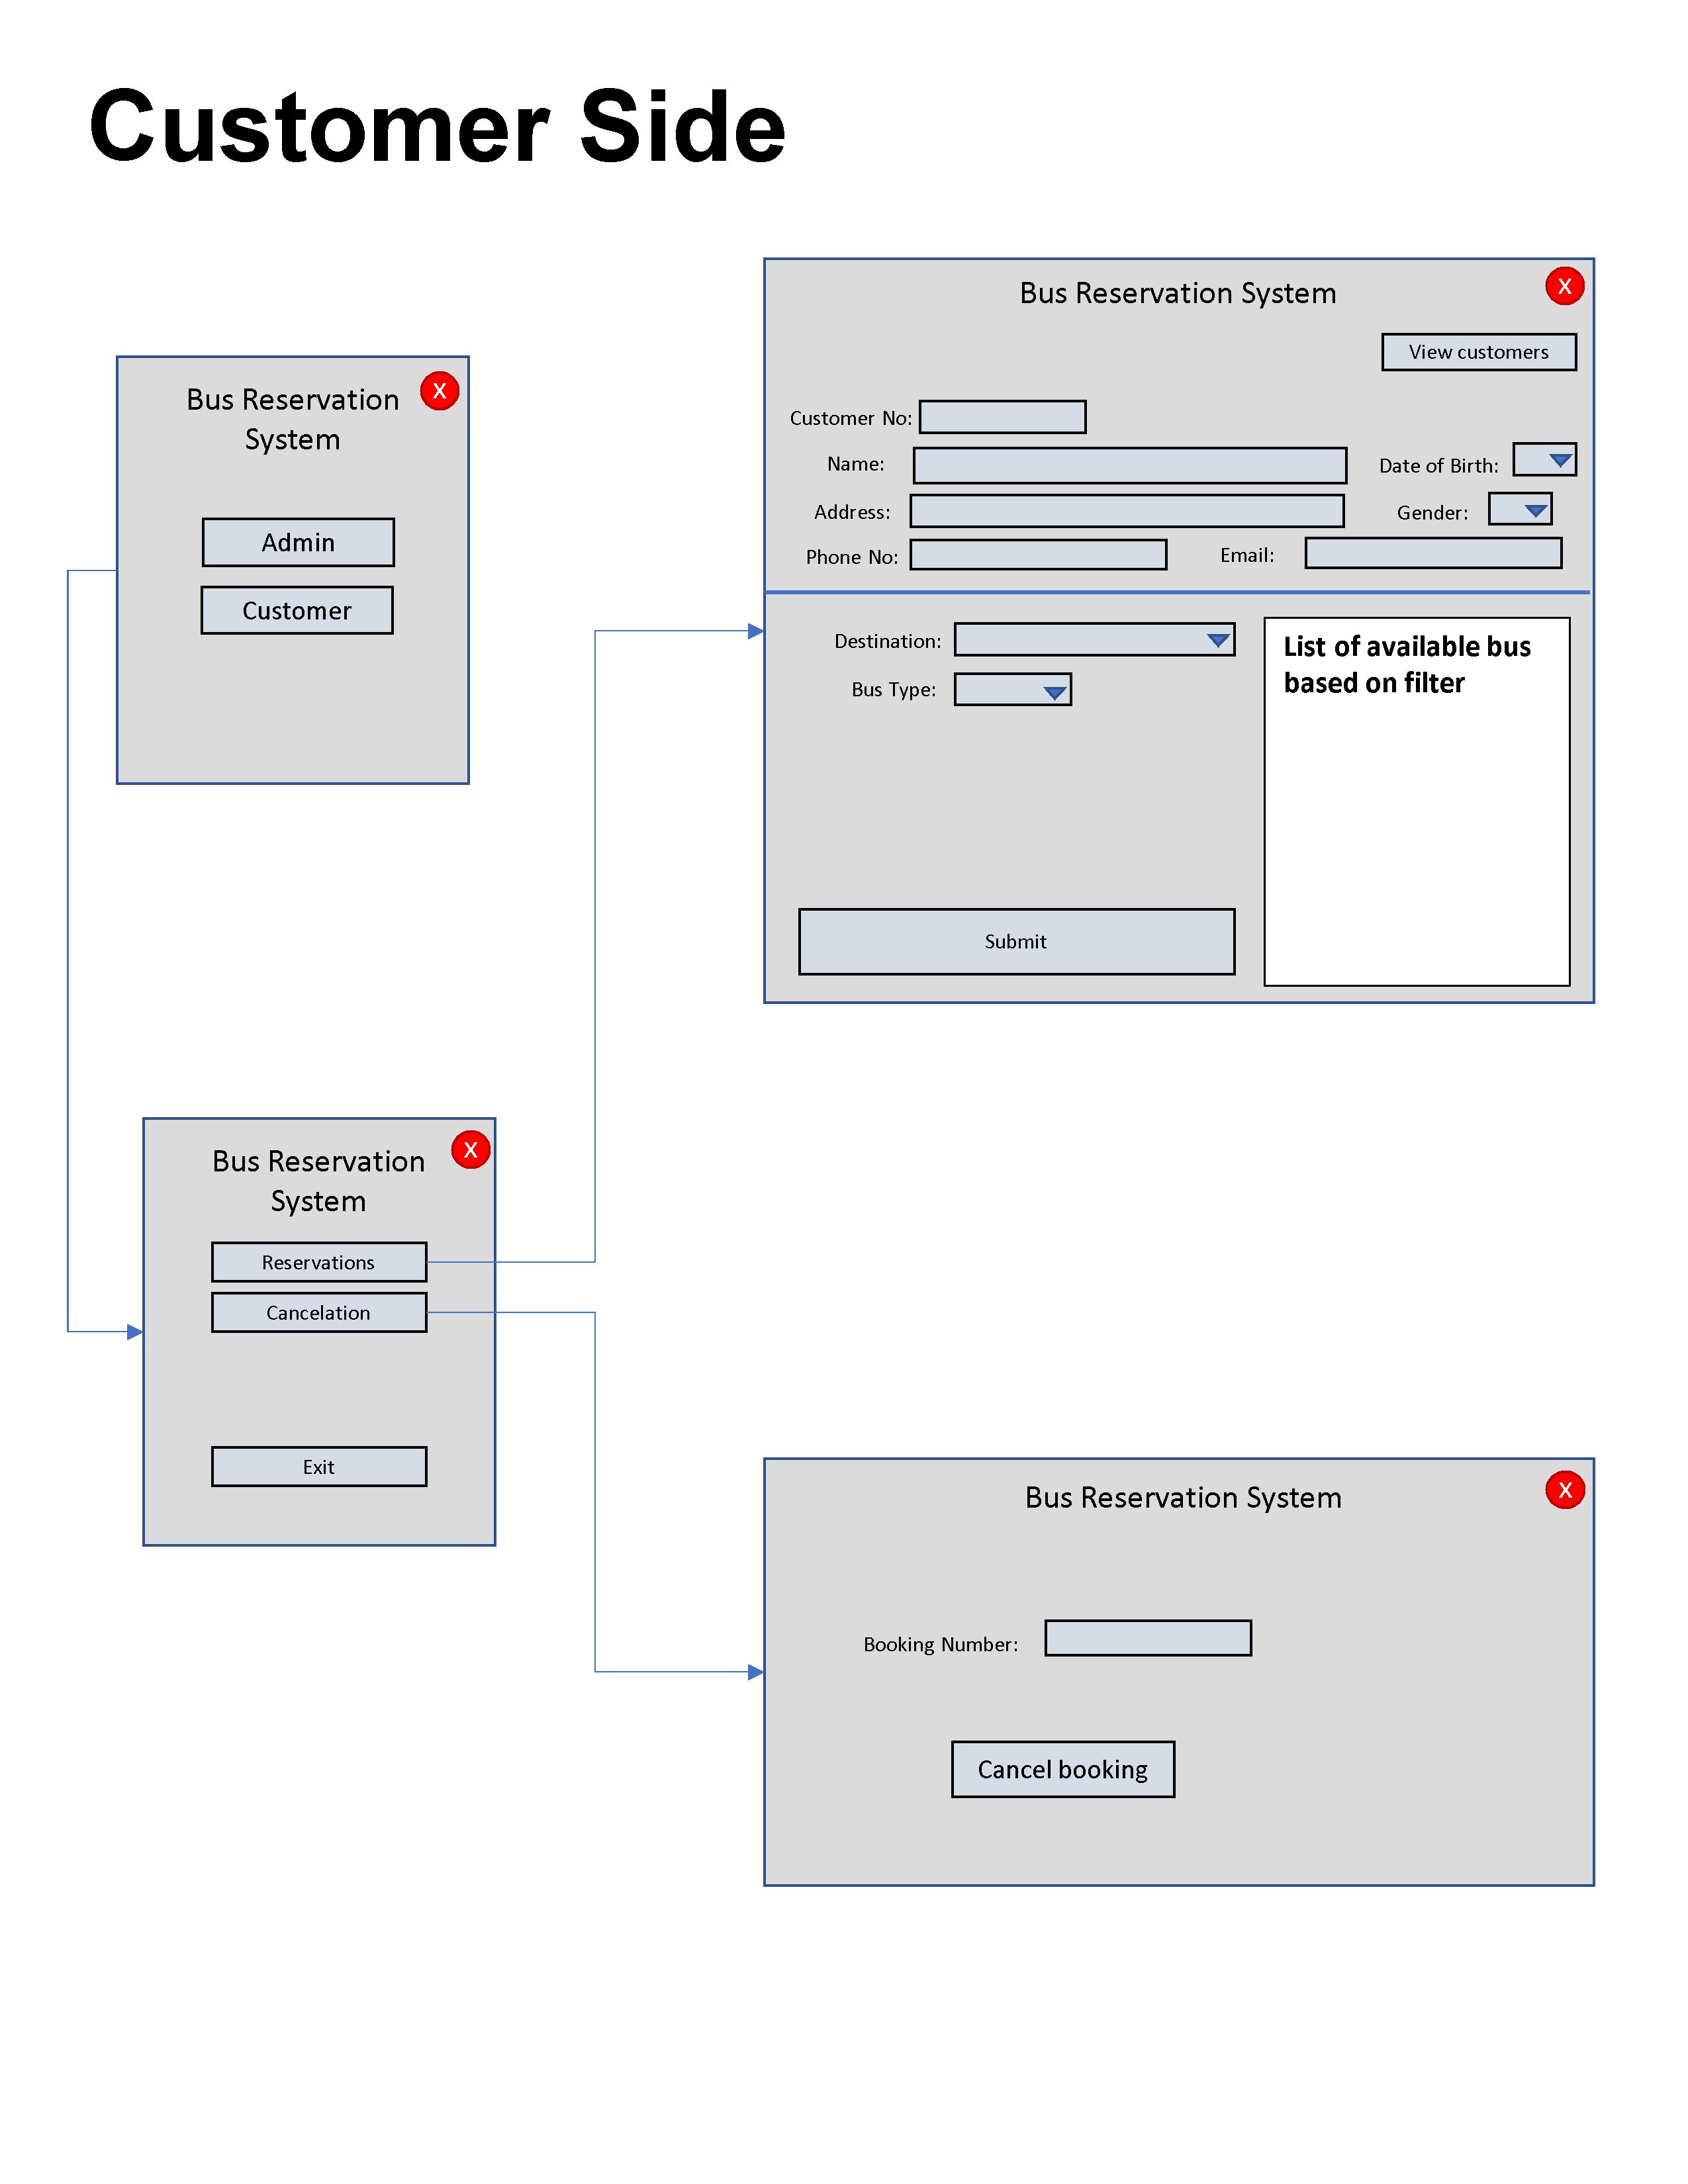 Customer Side
Bus Reservation
System
X
Admin
Customer
Bus Reservation System
X
View customers
Customer No:
Name:
Date of Birth:
Address:
Gender:
Phone No:
Email:
Destination:
Bus Type:
List of available bus
based on filter
Submit
Bus Reservation
System
X
Reservations
Cancelation
Exit
Bus Reservation System
X
Booking Number:
Cancel booking